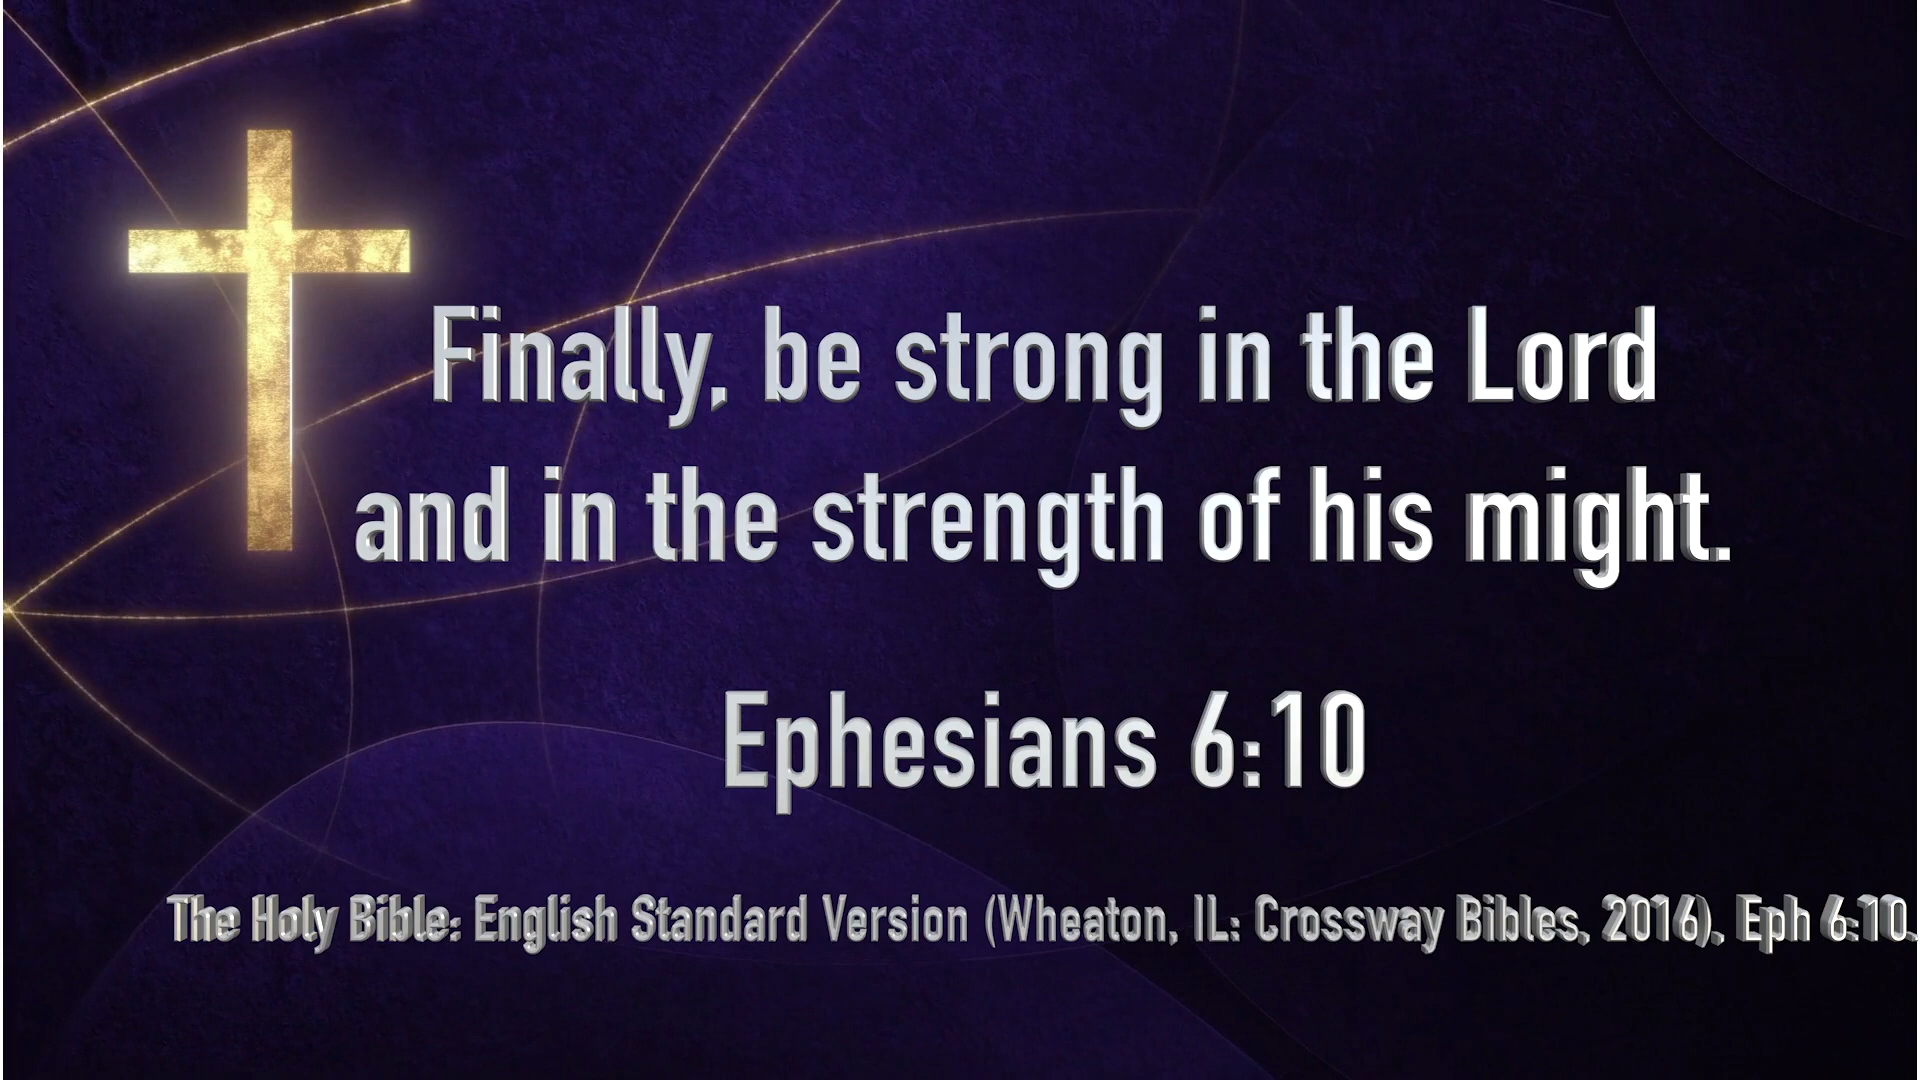 Finally, be strong in the Lord
and in the strength of his might.
Ephesians 6:10
The Holy Bible: English Standard Version (Wheaton, IL: Crossway Bibles, 2016), Eph 6:10.